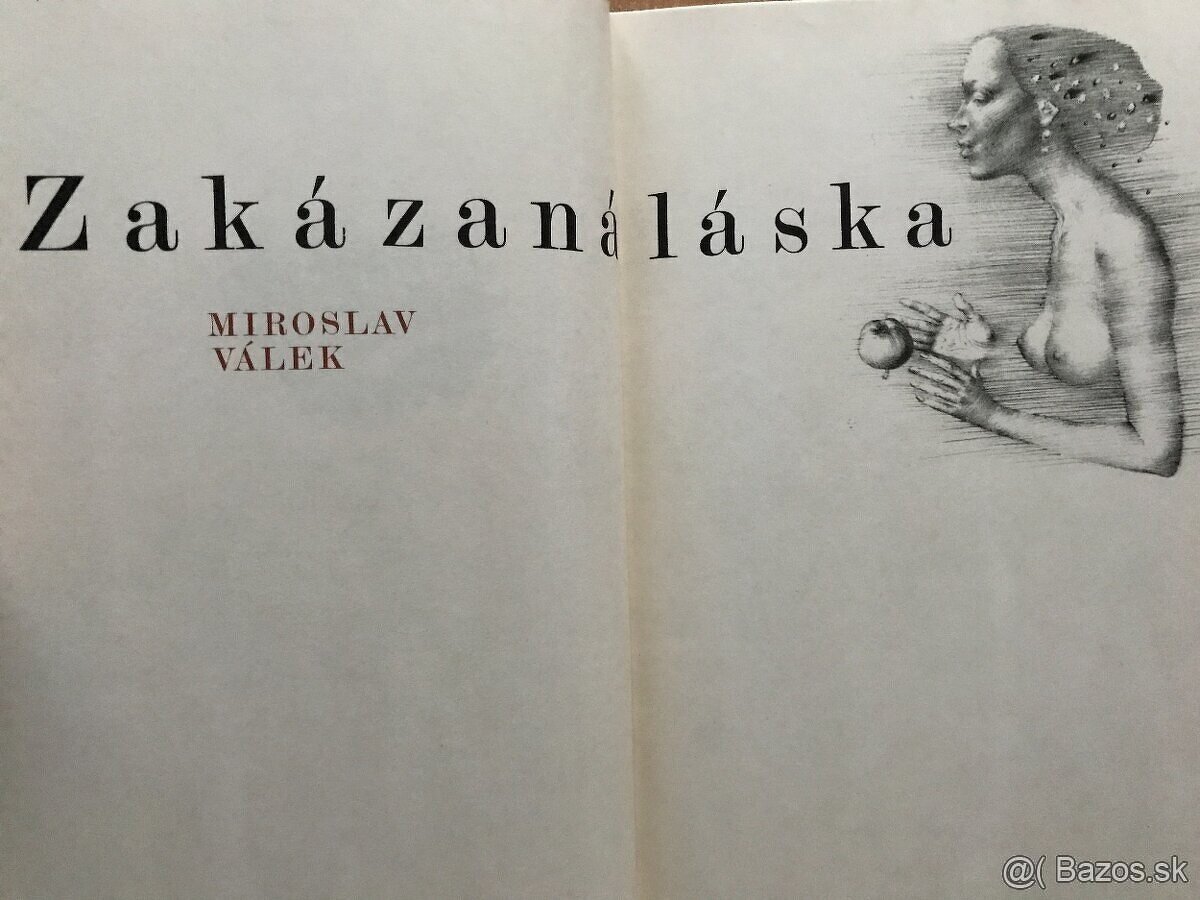 Zakázaná láska
MIROSLAV
VÁLEK
@( Bazos.sk